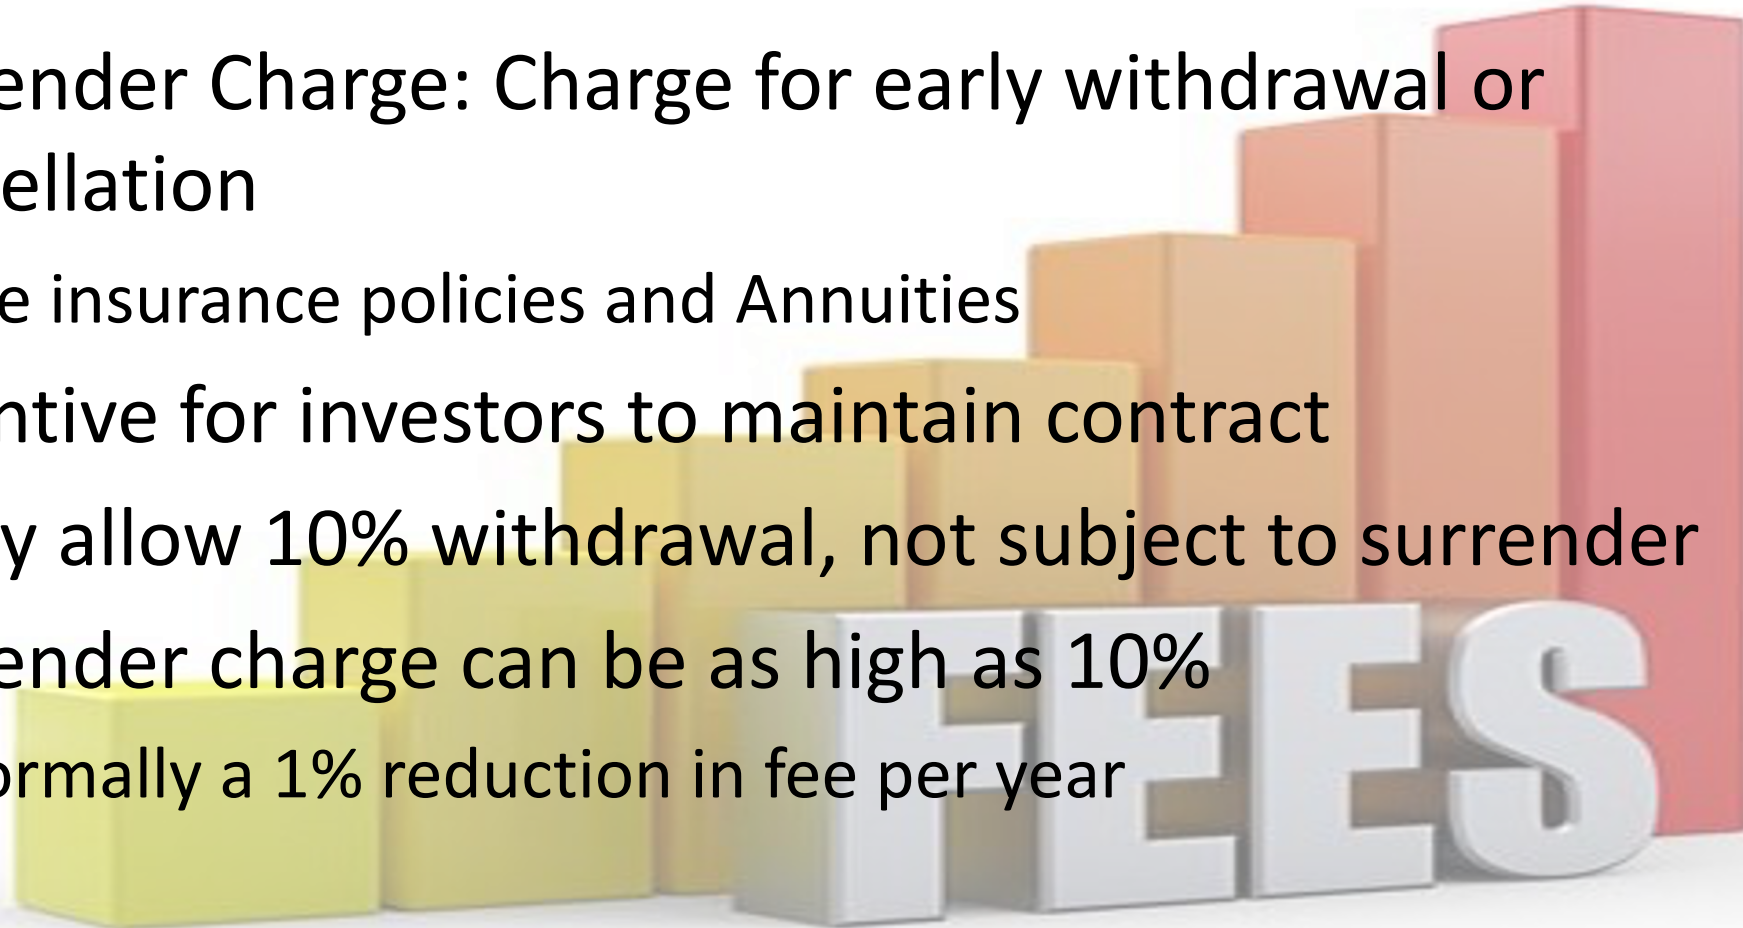 ender Charge: Charge for early withdrawal or
ellation
e insurance policies and Annuities
ntive for investors to maintain contract
y allow 10% withdrawal, not subject to surrender
ender charge can be as high as 10%
ormally a 1% reduction in fee per year
FEES